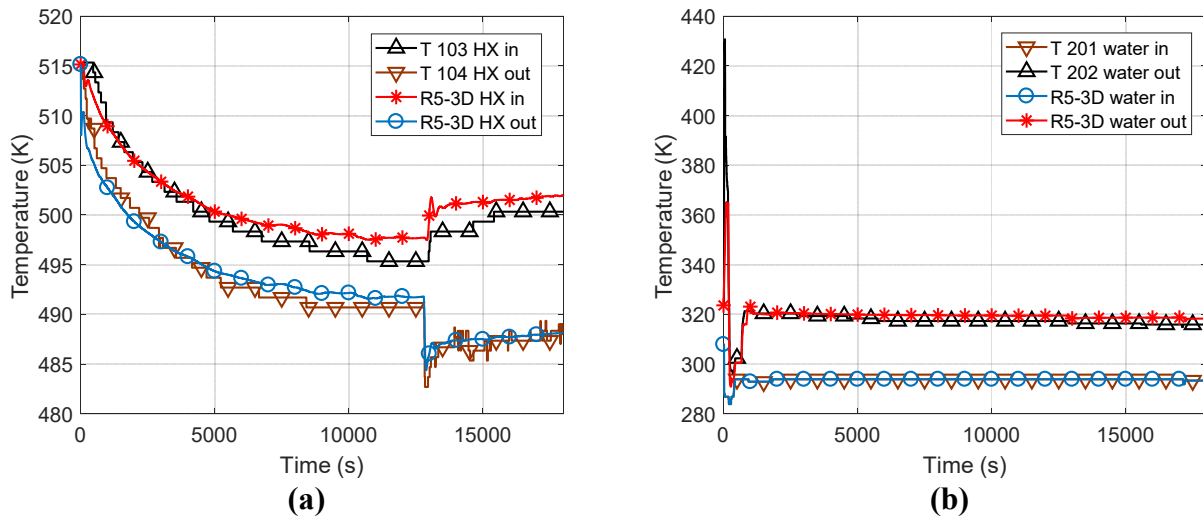 520
515
510
505
500
495
490
485
480
0
5000
10000
15000
Temperature (K)
Time (s)
T 103 HX in
T 104 HX out
R5-3D HX in
R5-3D HX out
(a)
440
420
400
380
360
340
320
300
280
0
5000
10000
15000
Temperature (K)
Time (s)
T 201 water in
T 202 water out
R5-3D water in
R5-3D water out
(b)